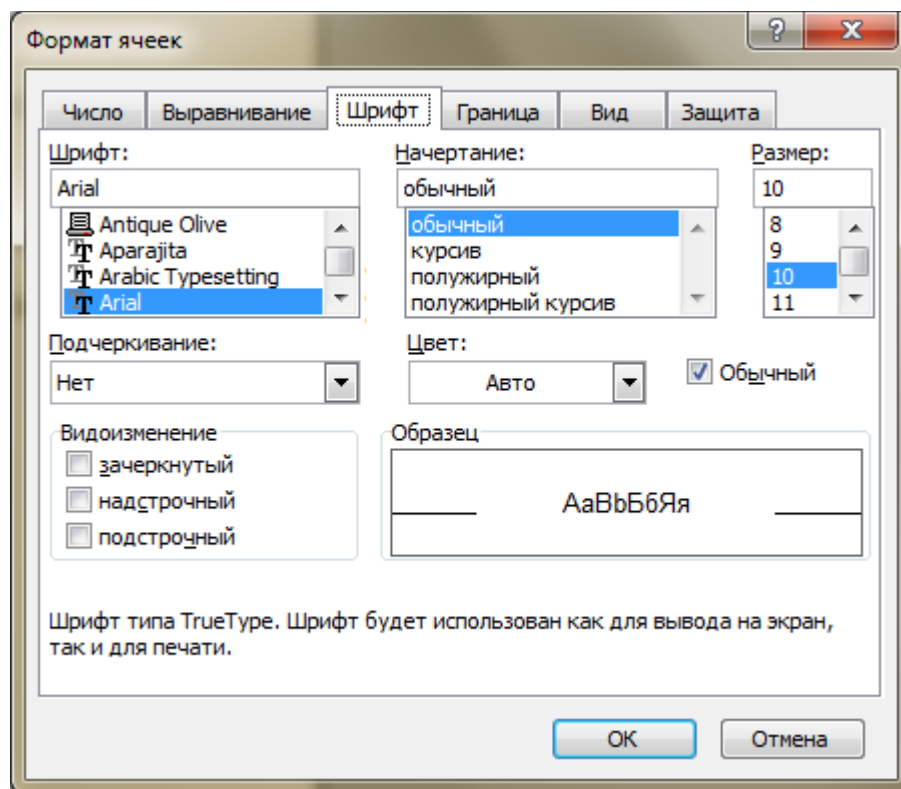 Формат ячеек
Число Выравнивание Шрифт Граница Вид Защита
Шрифт: Начертание: Размер:
Arial обычный 10
Antique Olive обычный 8
Aparajita курсив 9
Arabic Typesetting полужирный 10
Arial полужирный курсив 11
Подчеркивание: Цвет:
Нет Авто Обычный
Видоизменение Образец
зачеркнутый
надстрочный АаBbБбЯя
подстрочный
Шрифт типа TrueType. Шрифт будет использован как для вывода на экран,
так и для печати.
ОК Отмена